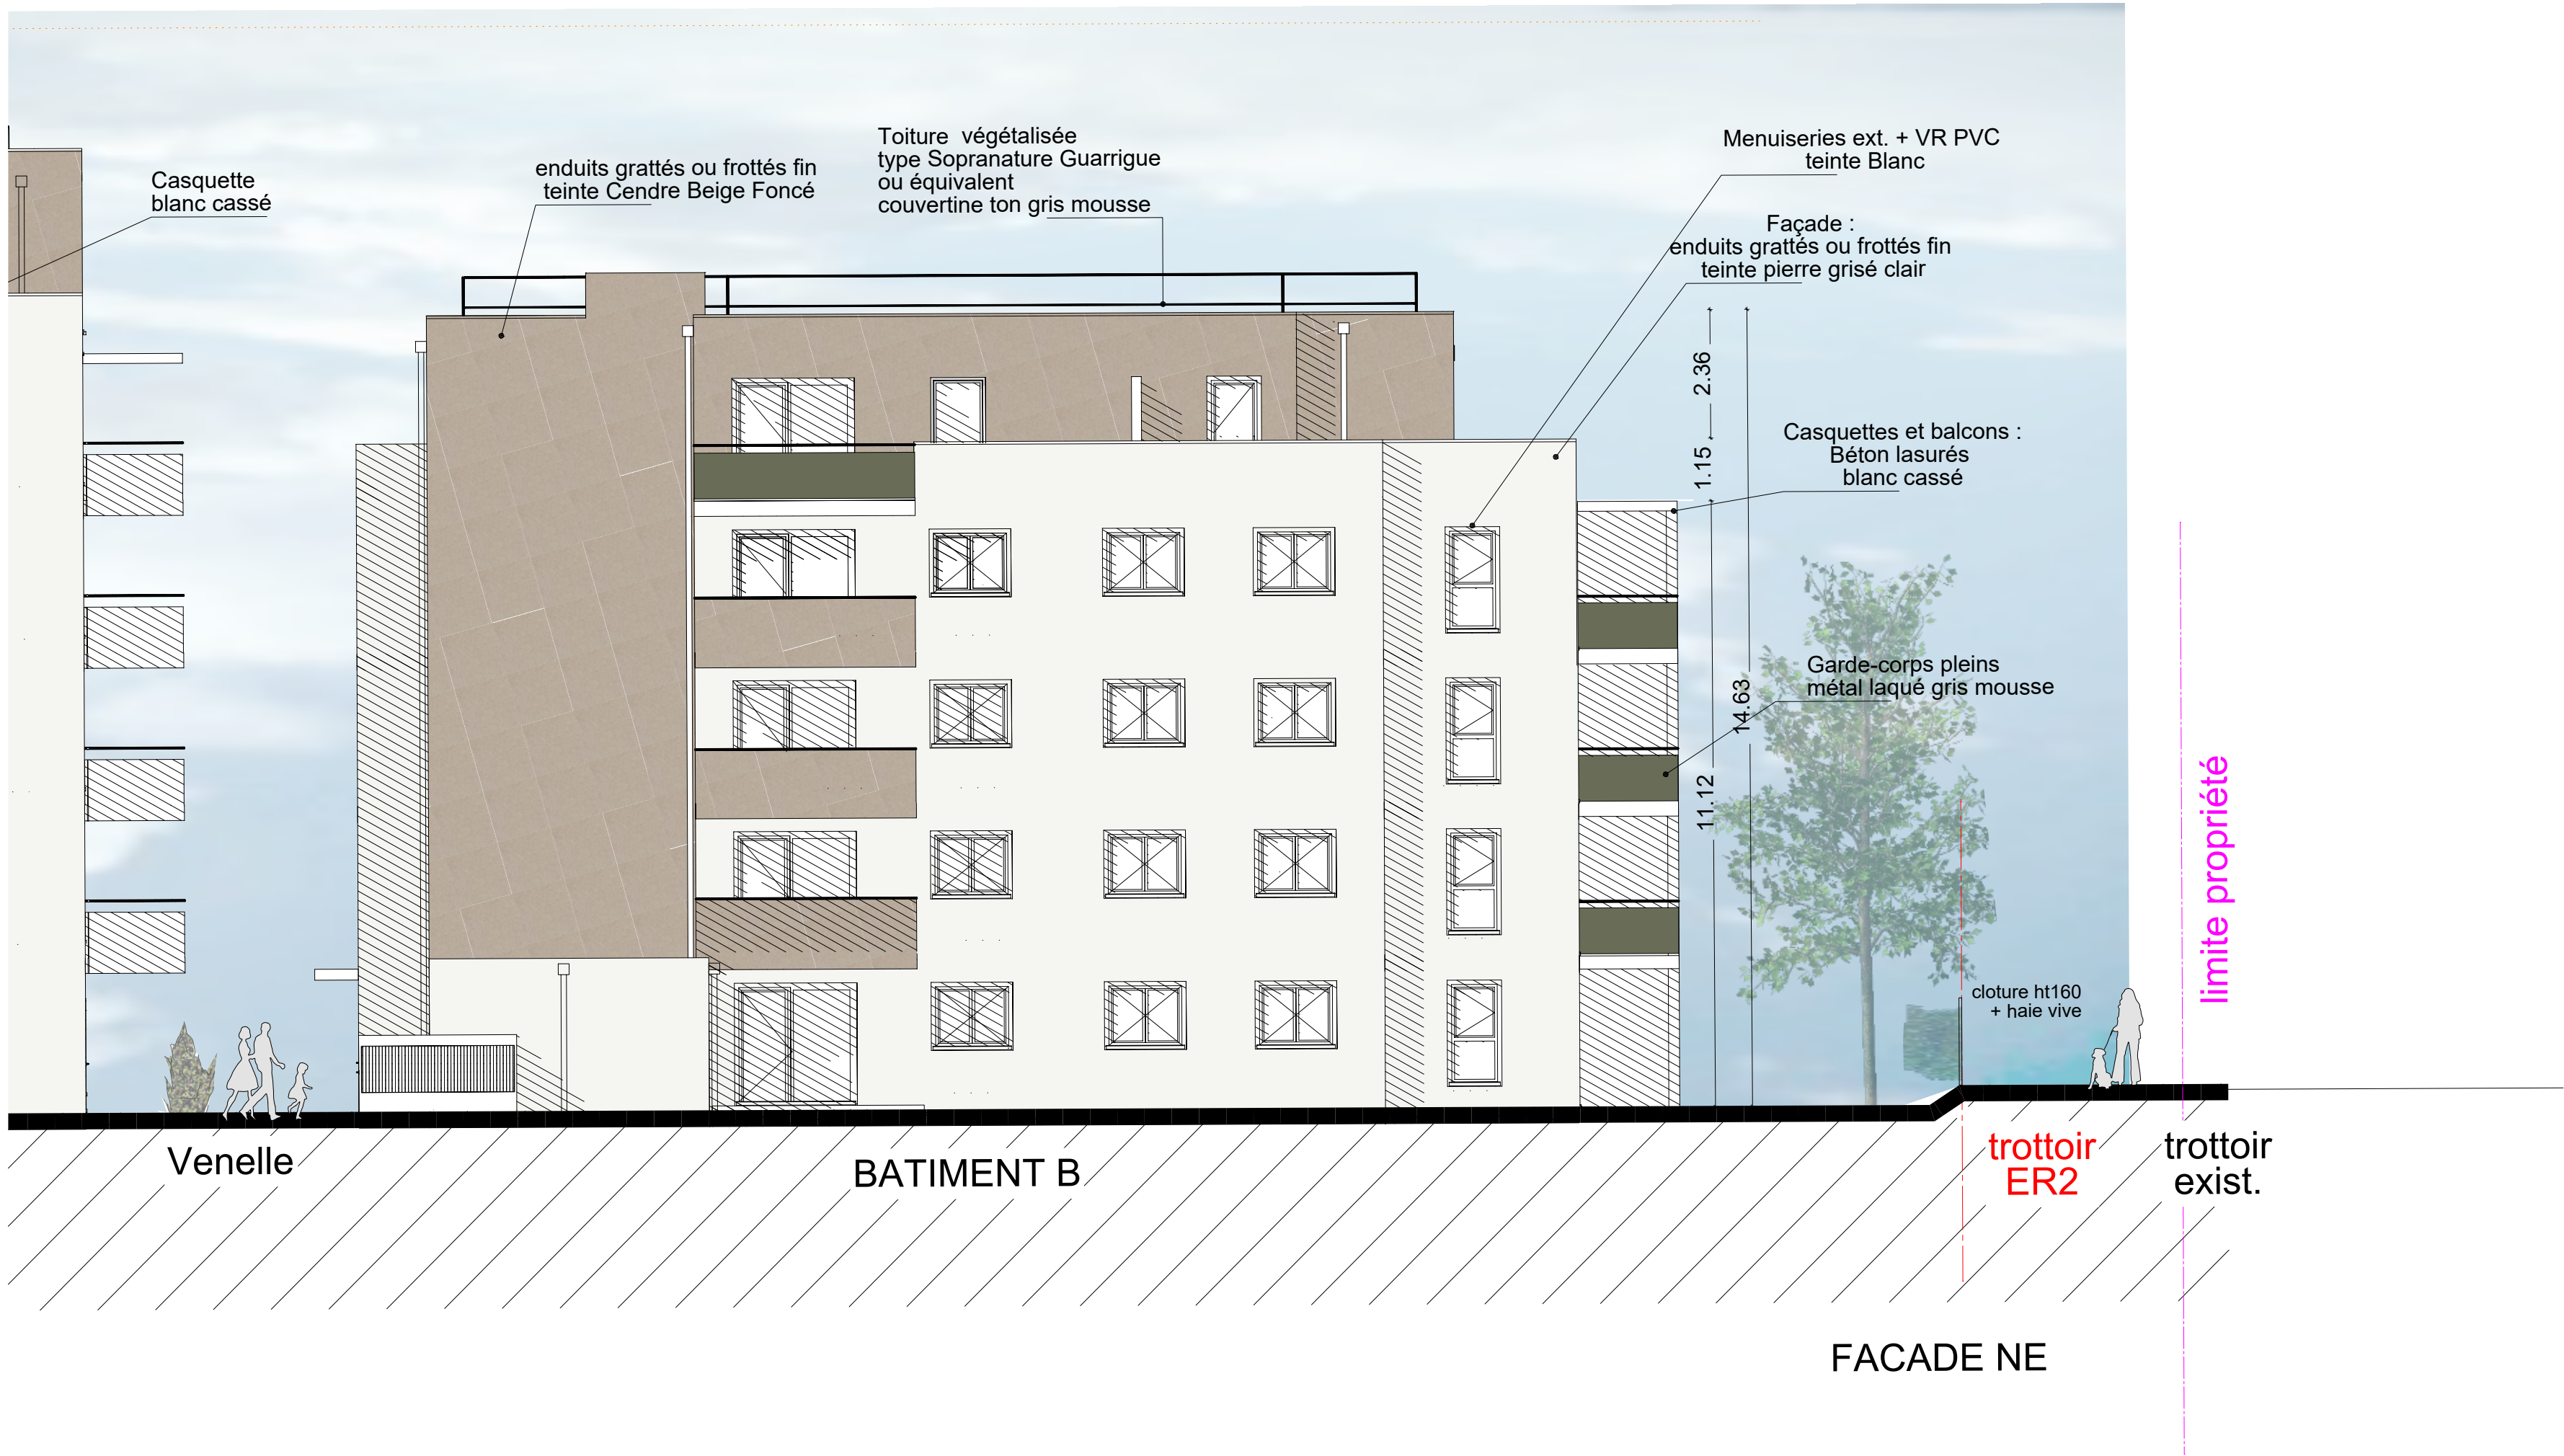 Casquette
blanc cassé
enduits grattés ou frottés fin
teinte Cendre Beige Foncé
Toiture végétalisée
type Sopranature Guarrigue
ou équivalent
couvertine ton gris mousse
Menuiseries ext. + VR PVC
teinte Blanc
Façade :
enduits grattés ou frottés fin
teinte pierre grisé clair
2.36
1.15
Casquettes et balcons :
Béton lasurés
blanc cassé
Garde-corps pleins
métal laqué gris mousse
14.63
11.12
limite propriété
cloture ht160
+ haie vive
Venelle
BATIMENT B
trottoir
ER2
trottoir
exist.
FACADE NE